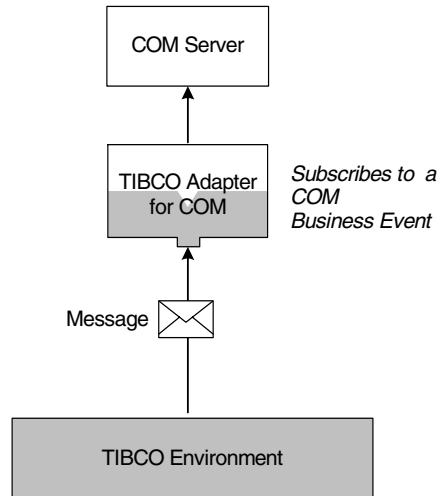 COM Server
TIBCO Adapter
for COM
Subscribes to a
COM
Business Event
Message
TIBCO Environment